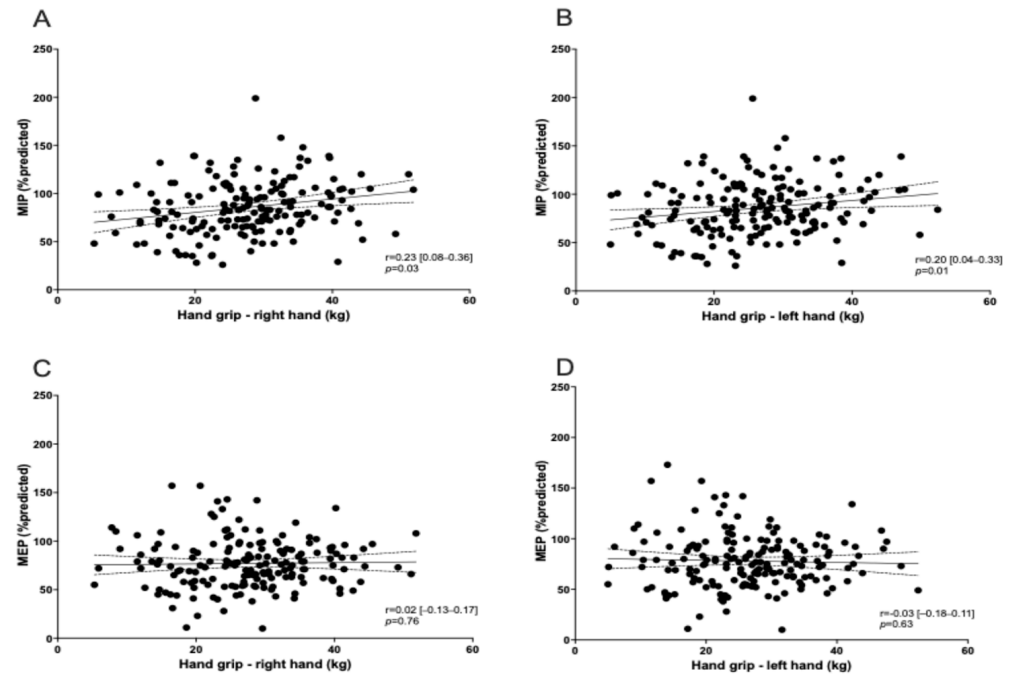 A
MIP (%predicted)
250
200
150
100
50
0
r=0.23 [0.08–0.36]
p=0.03
0 20 40 60
Hand grip - right hand (kg)
B
MIP (%predicted)
250
200
150
100
50
0
r=0.20 [0.04–0.33]
p=0.01
0 20 40 60
Hand grip - left hand (kg)
C
MEP (%predicted)
250
200
150
100
50
0
r=0.02 [−0.13–0.17]
p=0.76
0 20 40 60
Hand grip - right hand (kg)
D
MEP (%predicted)
250
200
150
100
50
0
r=-0.03 [−0.18–0.11]
p=0.63
0 20 40 60
Hand grip - left hand (kg)